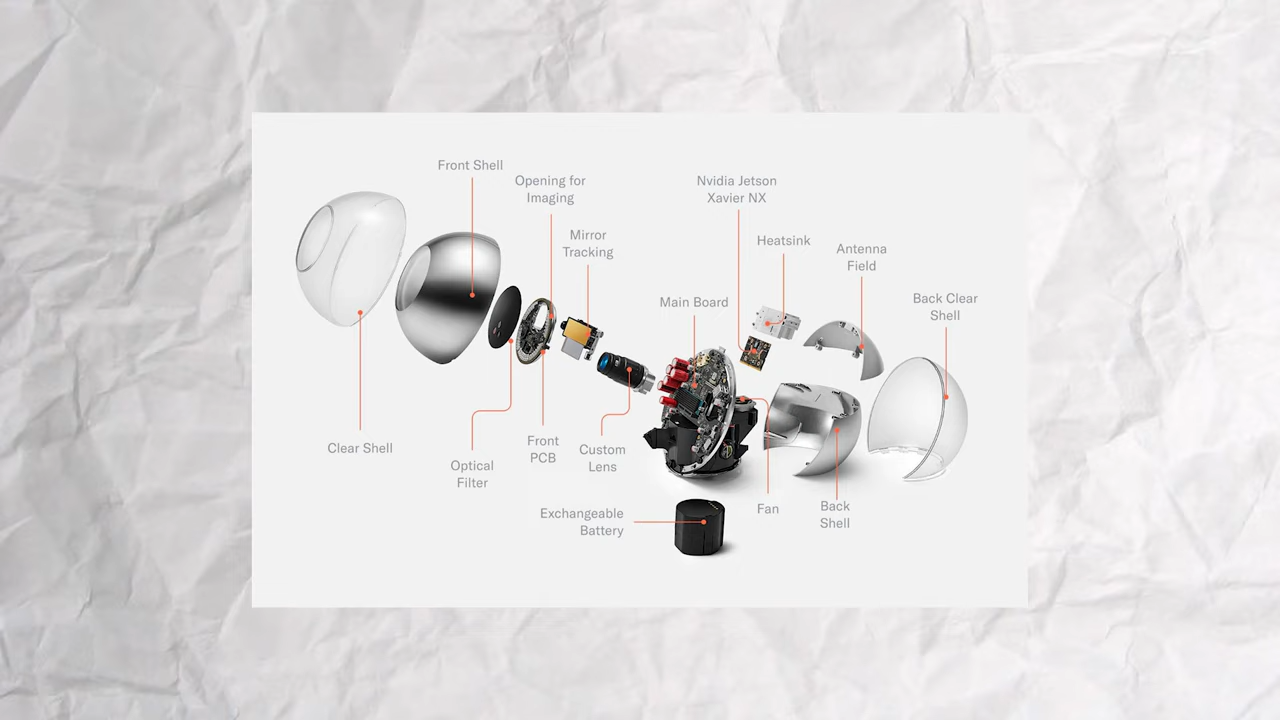 Front Shell
Opening for
Imaging
Mirror
Tracking
Nvidia Jetson
Xavier NX
Heatsink
Antenna
Field
Main Board
Back Clear
Shell
Clear Shell
Optical
Filter
Front
PCB
Custom
Lens
Exchangeable
Battery
Fan
Back
Shell